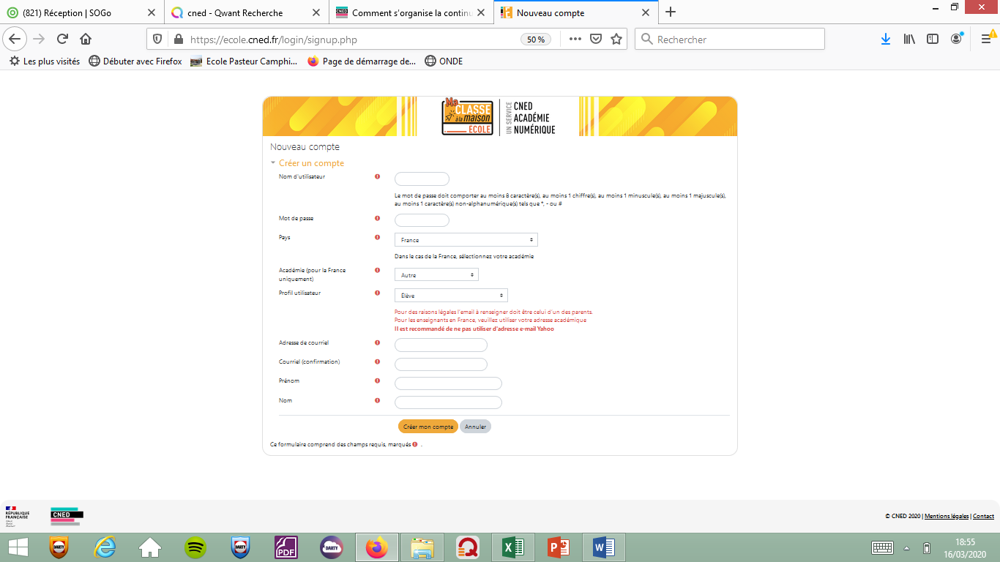 (821) Réception | SOGo
cned - Qwant Recherche
Comment s'organise la continu
Nouveau compte
https://ecole.cned.fr/login/signup.php
50 %
Rechercher
Les plus visités
Débuter avec Firefox
Ecole Pasteur Camphi...
Page de démarrage de...
ONDE
Ma
CLASSE
à la maison
ECOLE
UN SERVICE
CNED
ACADÉMIE
NUMÉRIQUE
Nouveau compte
Créer un compte
Nom d'utilisateur
Le mot de passe doit comporter au moins 8 caractère(s), au moins 1 chiffre(s), au moins 1 minuscule(s), au moins 1 majuscule(s),
au moins 1 caractère(s) non-alphanumérique(s) tels que *, - ou #
Mot de passe
Pays
France
Dans le cas de la France, sélectionnez votre académie
Académie (pour la France
uniquement)
Autre
Profil utilisateur
Élève
Pour des raisons légales l'email à renseigner doit être celui d'un des parents.
Pour les enseignants en France, veuillez utiliser votre adresse académique
Il est recommandé de ne pas utiliser d'adresse e-mail Yahoo
Adresse de courriel
Courriel (confirmation)
Prénom
Nom
Créer mon compte
Annuler
Ce formulaire comprend des champs requis, marqués .
RÉPUBLIQUE
FRANÇAISE
CNED
© CNED 2020 | Mentions légales | Contact
DARTY
DARTY
PDF
DARTY
18:55
16/03/2020